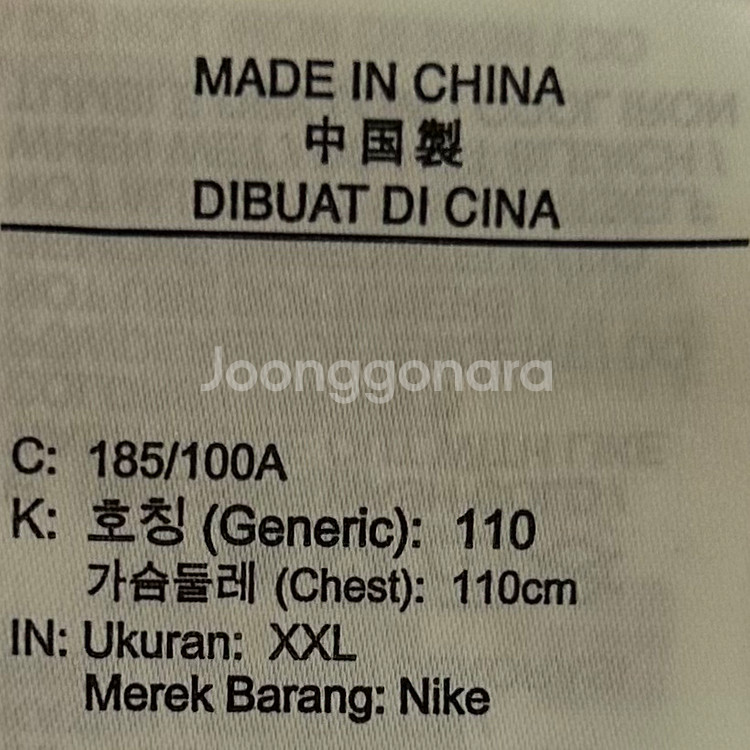 MADE IN CHINA
中国製
DIBUAT DI CINA
Joonggonara
C: 185/100A
K: 호칭 (Generic): 110
가슴둘레 (Chest): 110cm
IN: Ukuran: XXL
Merek Barang: Nike